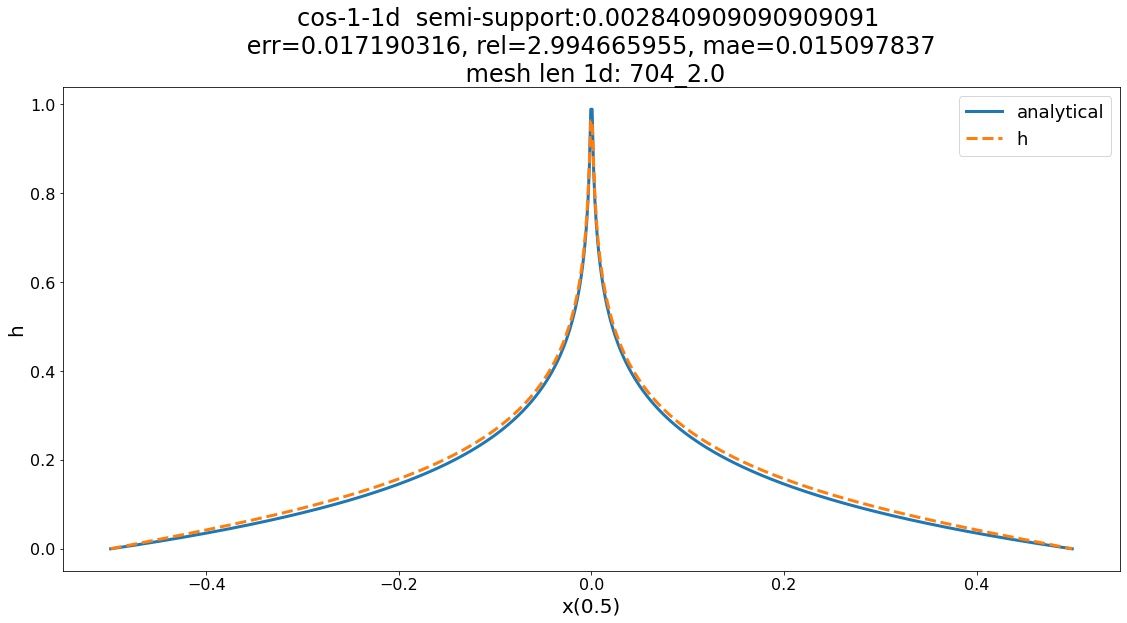 cos-1-1d  semi-support:0.002840909090909091
err=0.017190316, rel=2.994665955, mae=0.015097837
mesh len 1d: 704_2.0
analytical
h
1.0
0.8
0.6
0.4
0.2
0.0
h
−0.4
−0.2
0.0
0.2
0.4
x(0.5)